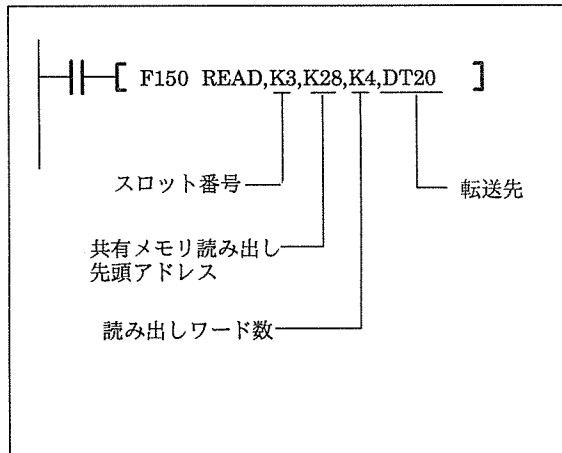 [ F150 READ,K3,K28,K4,DT20 ]
スロット番号
転送先
共有メモリ読み出し
先頭アドレス
読み出しワード数